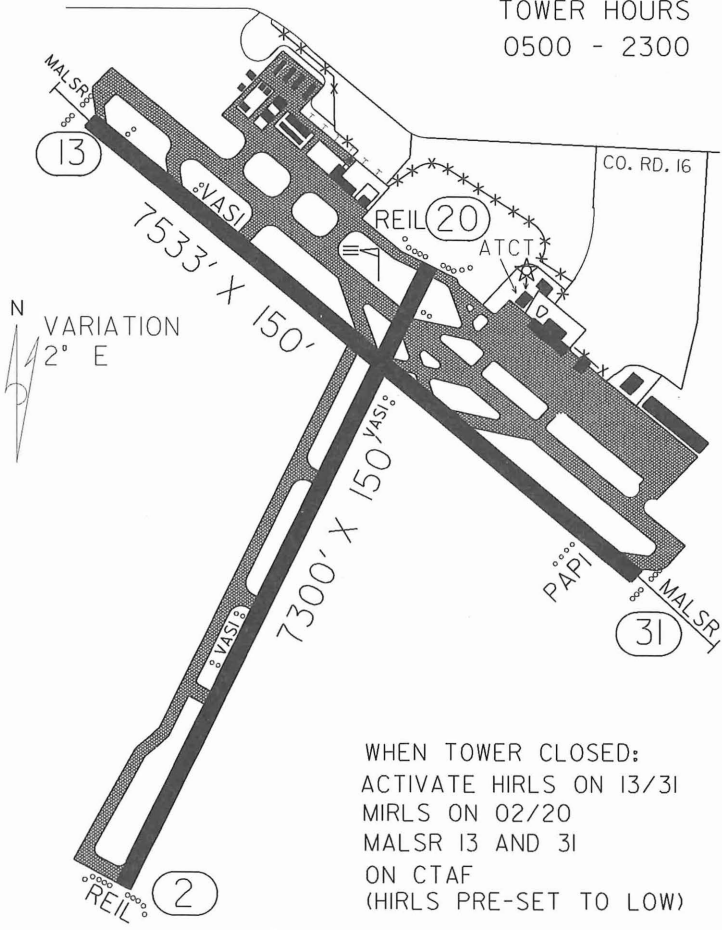 TOWER HOURS
0500 - 2300
MALSR
13
CO. RD. 16
VASI
REIL
20
ATCT
7533' X 150'
N
VARIATION
2° E
VASI
7300' X 150'
PAPI
MALSR
31
VASI
WHEN TOWER CLOSED:
ACTIVATE HIRLS ON 13/31
MIRLS ON 02/20
MALSR 13 AND 31
ON CTAF
(HIRLS PRE-SET TO LOW)
REIL
2